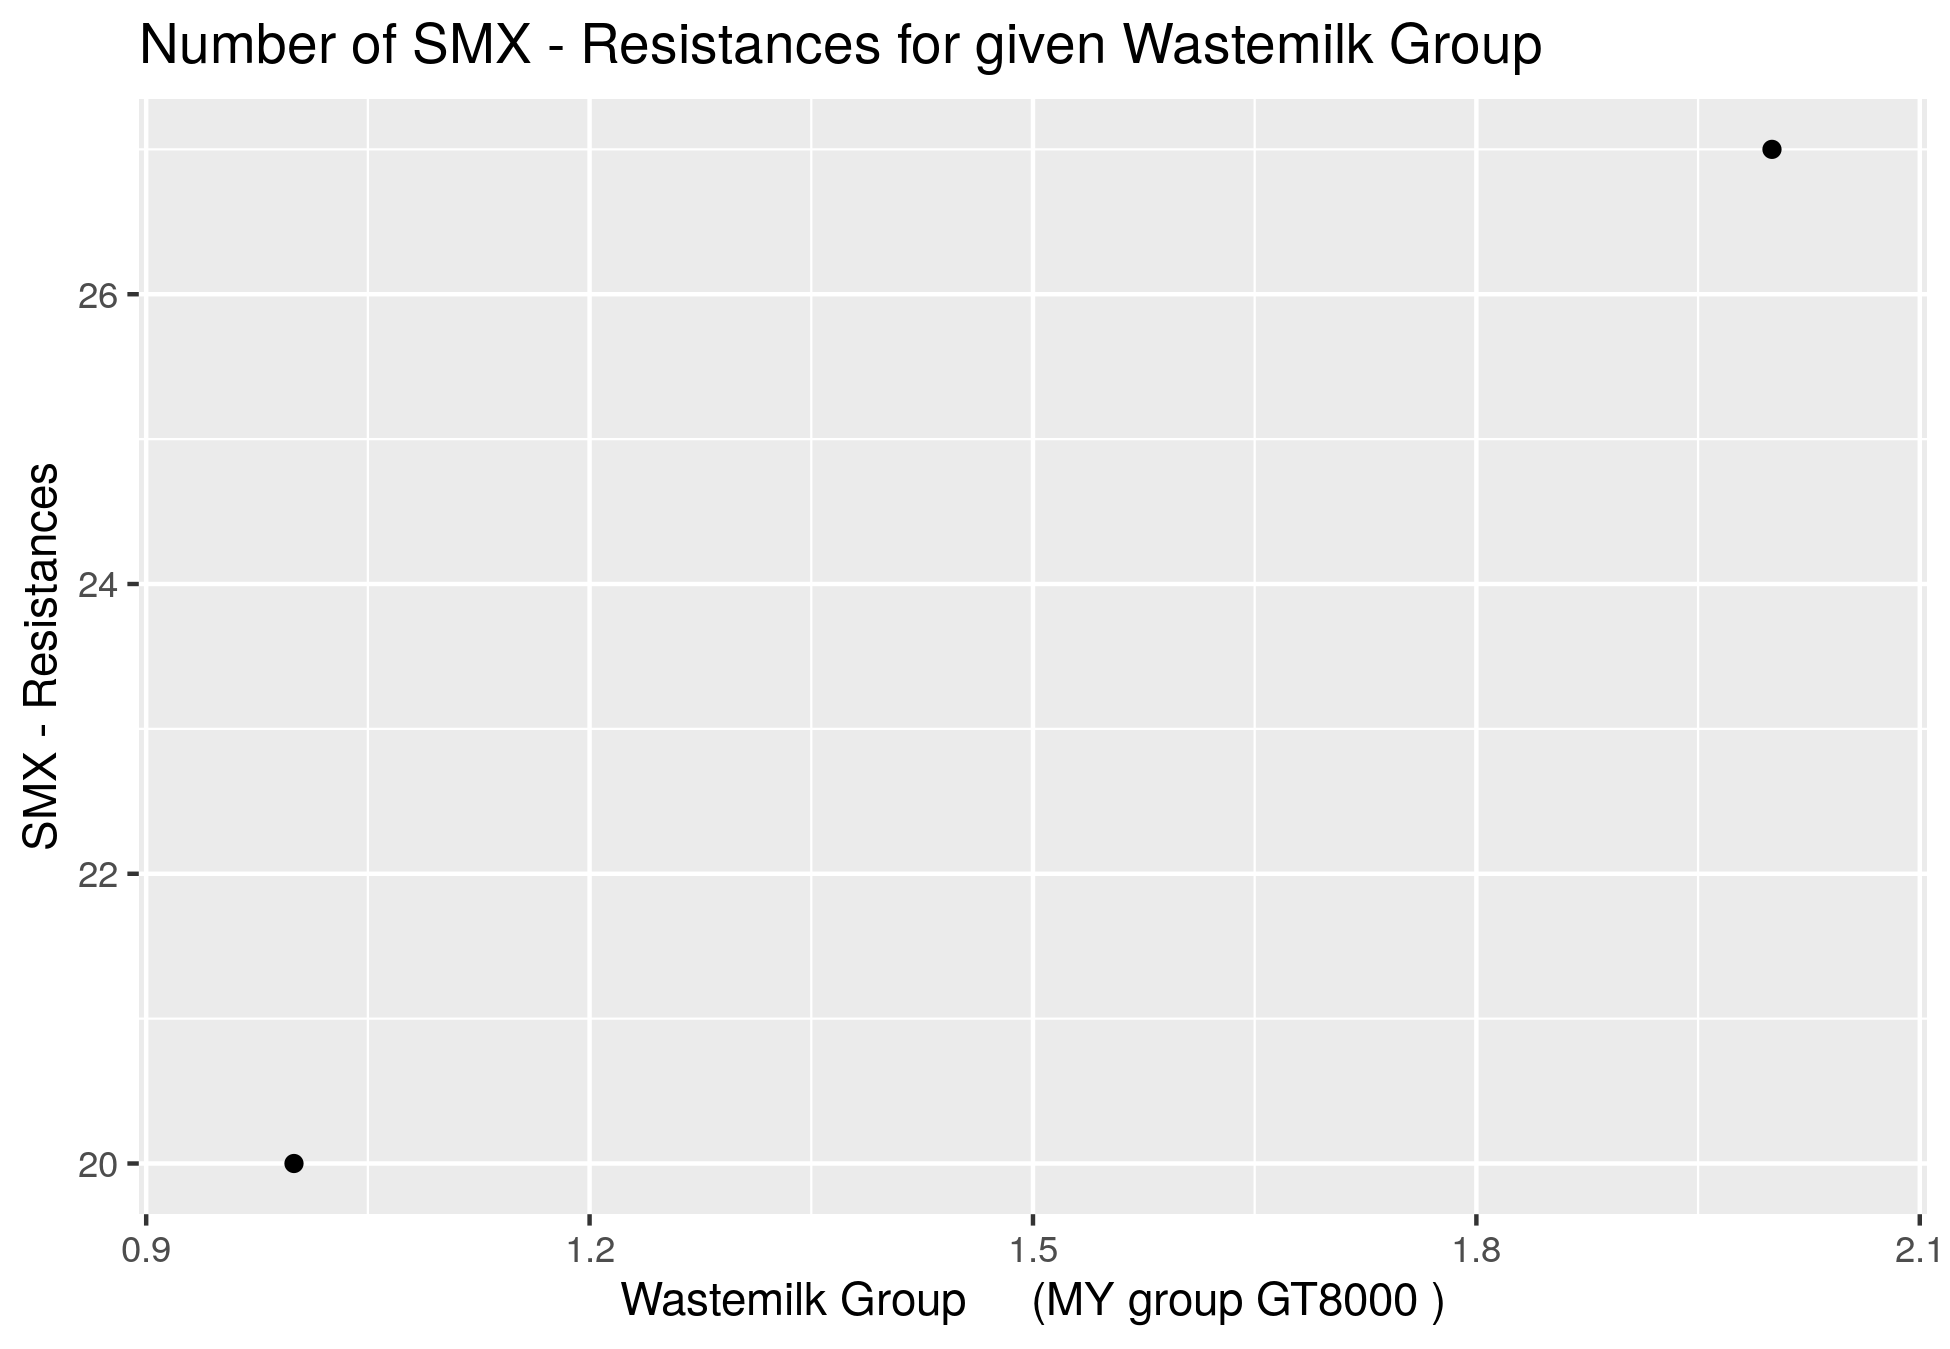 Number of SMX - Resistances for given Wastemilk Group
SMX - Resistances
26
24
22
20
0.9 1.2 1.5 1.8 2.1
Wastemilk Group (MY group GT8000 )